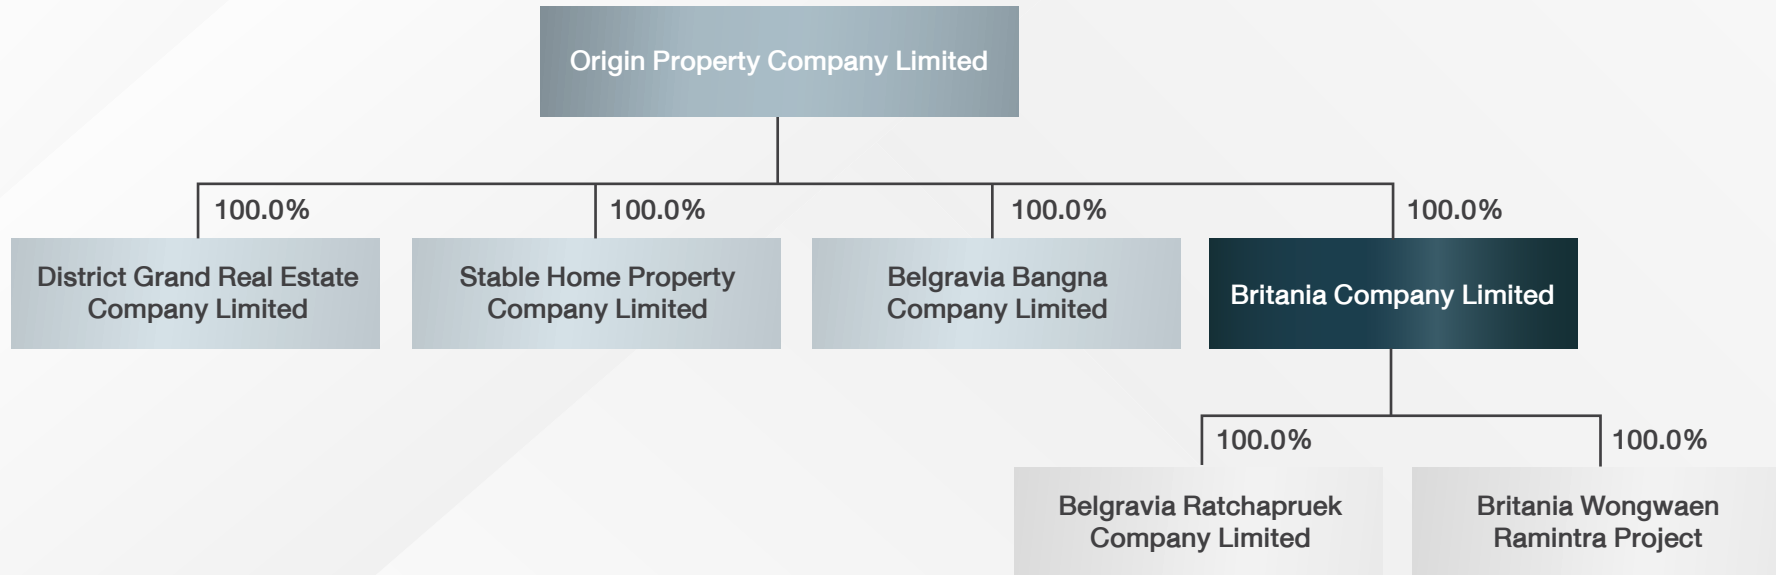 Origin Property Company Limited
100.0%
100.0%
100.0%
100.0%
District Grand Real Estate
Company Limited
Stable Home Property
Company Limited
Belgravia Bangna
Company Limited
Britania Company Limited
100.0%
100.0%
Belgravia Ratchapruek
Company Limited
Britania Wongwaen
Ramintra Project